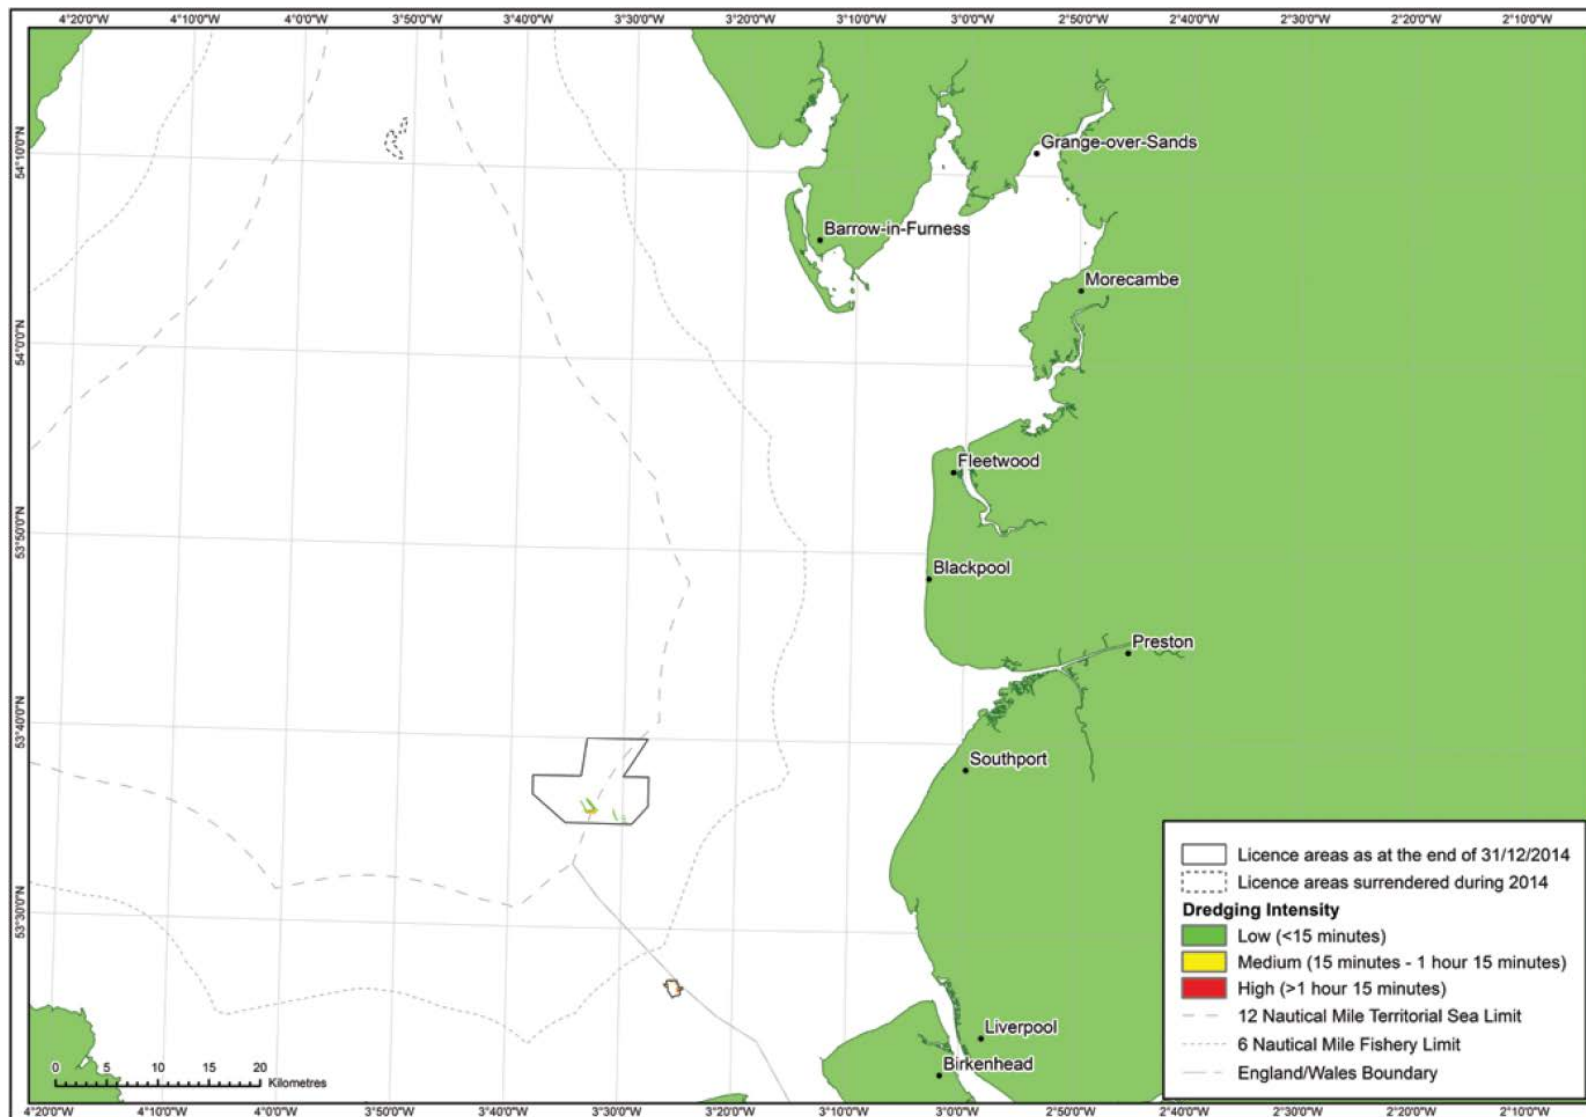 4°20'0"W 4°10'0"W 4°0'0"W 3°50'0"W 3°40'0"W 3°30'0"W 3°20'0"W 3°10'0"W 3°0'0"W 2°50'0"W 2°40'0"W 2°30'0"W 2°20'0"W 2°10'0"W
54°10'0"N
54°0'0"N
53°50'0"N
53°40'0"N
53°30'0"N
Grange-over-Sands
Barrow-in-Furness
Morecambe
Fleetwood
Blackpool
Preston
Southport
Liverpool
Birkenhead
Licence areas as at the end of 31/12/2014
Licence areas surrendered during 2014
Dredging Intensity
Low (<15 minutes)
Medium (15 minutes - 1 hour 15 minutes)
High (>1 hour 15 minutes)
12 Nautical Mile Territorial Sea Limit
6 Nautical Mile Fishery Limit
England/Wales Boundary
0 5 10 15 20
Kilometres
4°20'0"W 4°10'0"W 4°0'0"W 3°50'0"W 3°40'0"W 3°30'0"W 3°20'0"W 3°10'0"W 3°0'0"W 2°50'0"W 2°40'0"W 2°30'0"W 2°20'0"W 2°10'0"W